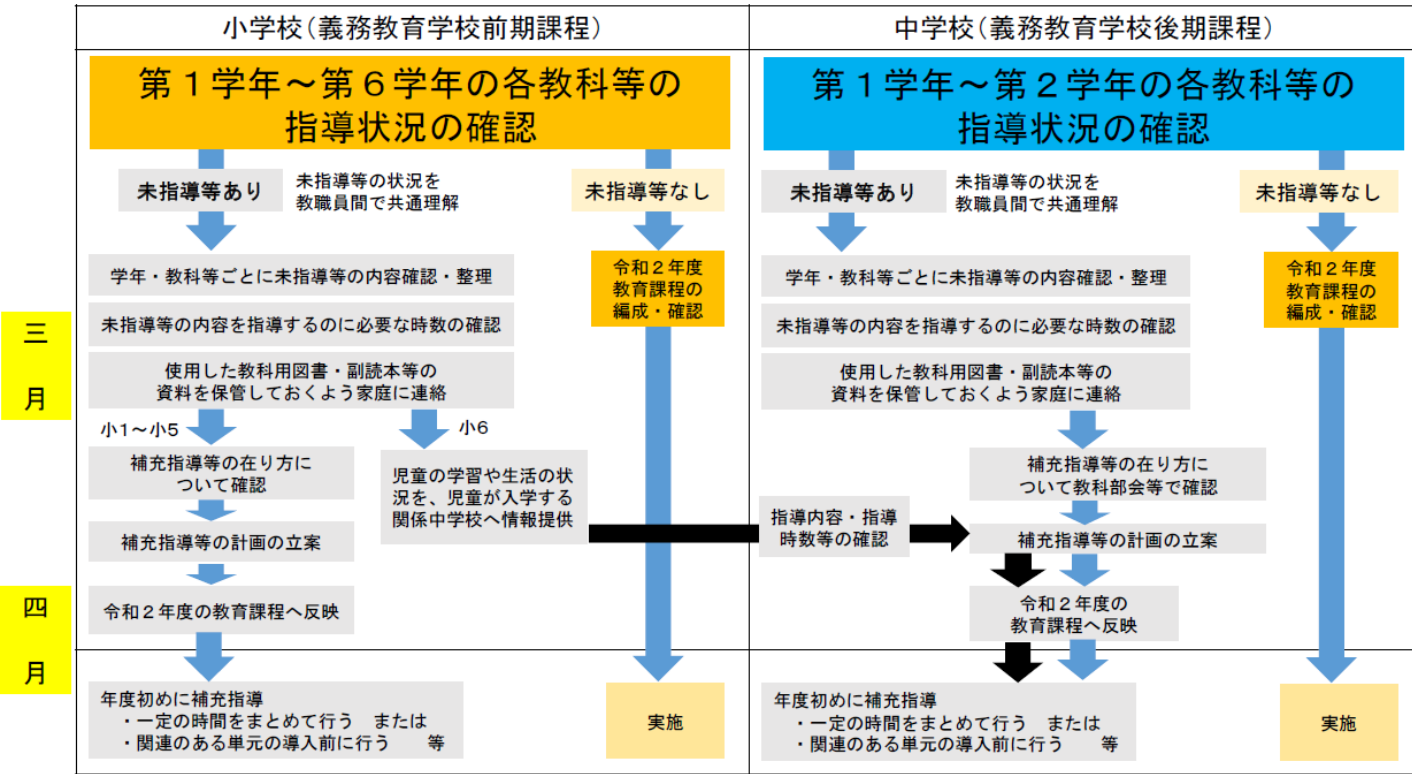 小学校（義務教育学校前期課程）
第１学年～第６学年の各教科等の
指導状況の確認
未指導等あり
未指導等の状況を
教職員間で共通理解
未指導等なし
学年・教科等ごとに未指導等の内容確認・整理
令和２年度
教育課程の
編成・確認
未指導等の内容を指導するのに必要な時数の確認
三
月
使用した教科用図書・副読本等の
資料を保管しておくよう家庭に連絡
小1～小5
小6
補充指導等の在り方に
ついて確認
児童の学習や生活の状
況を、児童が入学する
関係中学校へ情報提供
補充指導等の計画の立案
四
月
令和２年度の教育課程へ反映
年度初めに補充指導
・一定の時間をまとめて行う　または
・関連のある単元の導入前に行う　等
実施
中学校（義務教育学校後期課程）
第１学年～第２学年の各教科等の
指導状況の確認
未指導等あり
未指導等の状況を
教職員間で共通理解
未指導等なし
学年・教科等ごとに未指導等の内容確認・整理
令和２年度
教育課程の
編成・確認
未指導等の内容を指導するのに必要な時数の確認
使用した教科用図書・副読本等の
資料を保管しておくよう家庭に連絡
補充指導等の在り方に
ついて教科部会等で確認
指導内容・指導
時数等の確認
補充指導等の計画の立案
令和２年度の
教育課程へ反映
年度初めに補充指導
・一定の時間をまとめて行う　または
・関連のある単元の導入前に行う　等
実施